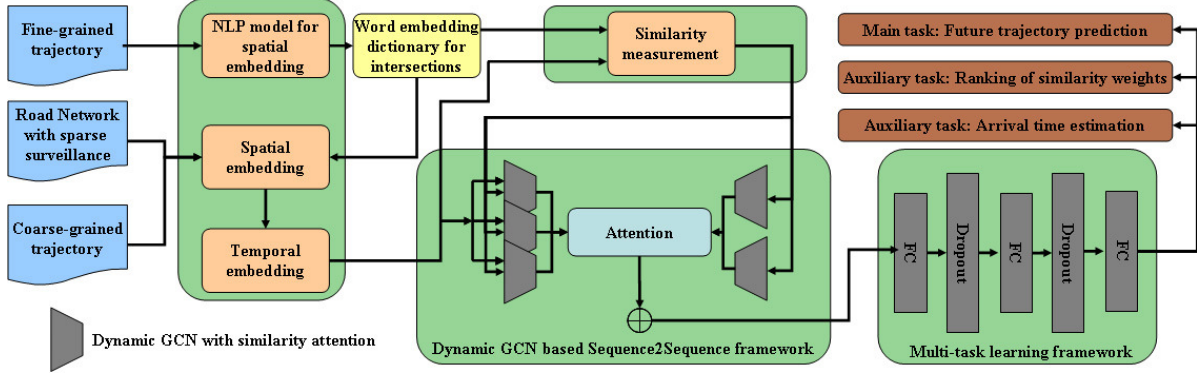 Fine-grained
trajectory
Road Network
with sparse
surveillance
Coarse-grained
trajectory
NLP model for
spatial
embedding
Spatial
embedding
Temporal
embedding
Word embedding
dictionary for
intersections
Similarity
measurement
Attention
Dynamic GCN based Sequence2Sequence framework
Dynamic GCN with similarity attention
Main task: Future trajectory prediction
Auxiliary task: Ranking of similarity weights
Auxiliary task: Arrival time estimation
FC
Dropout
FC
Dropout
FC
Multi-task learning framework